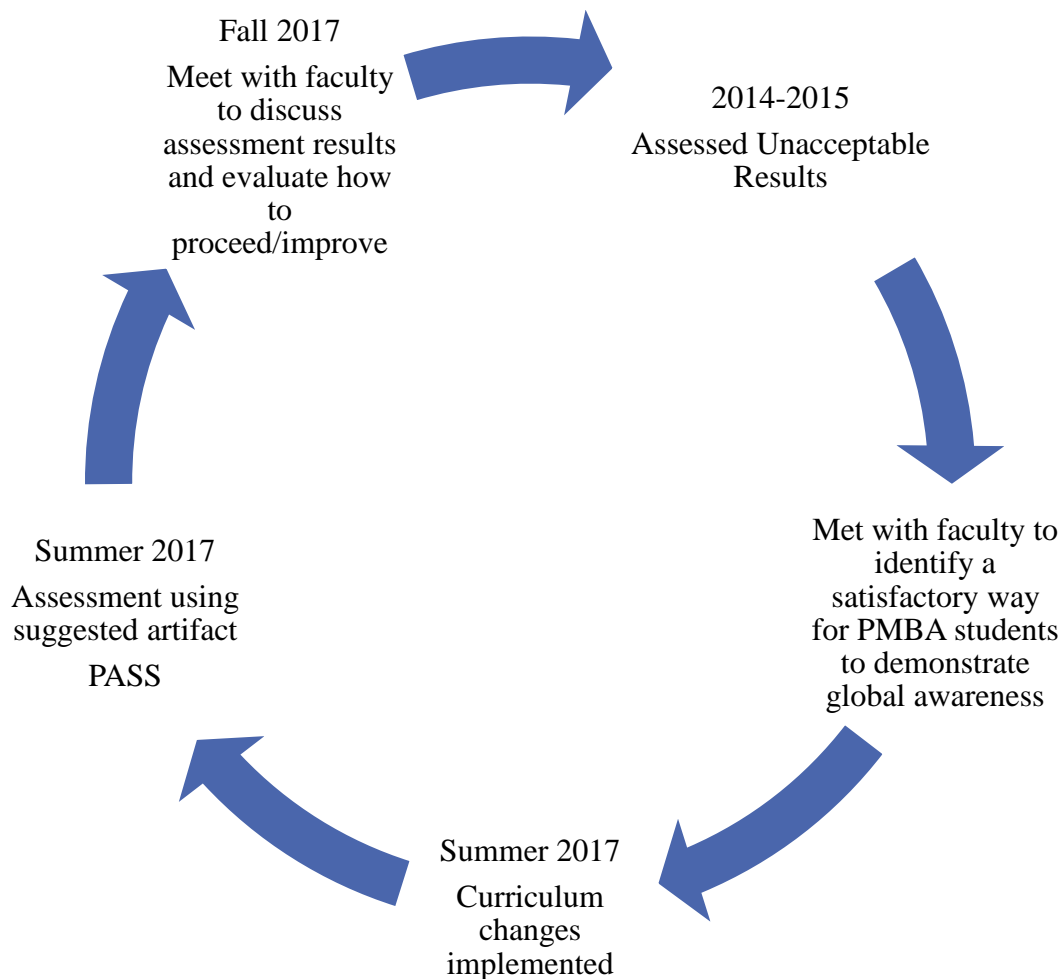 Fall 2017
Meet with faculty
to discuss
assessment results
and evaluate how
to
proceed/improve
2014-2015
Assessed Unacceptable
Results
Met with faculty to
identify a
satisfactory way
for PMBA students
to demonstrate
global awareness
Summer 2017
Curriculum
changes
implemented
Summer 2017
Assessment using
suggested artifact
PASS